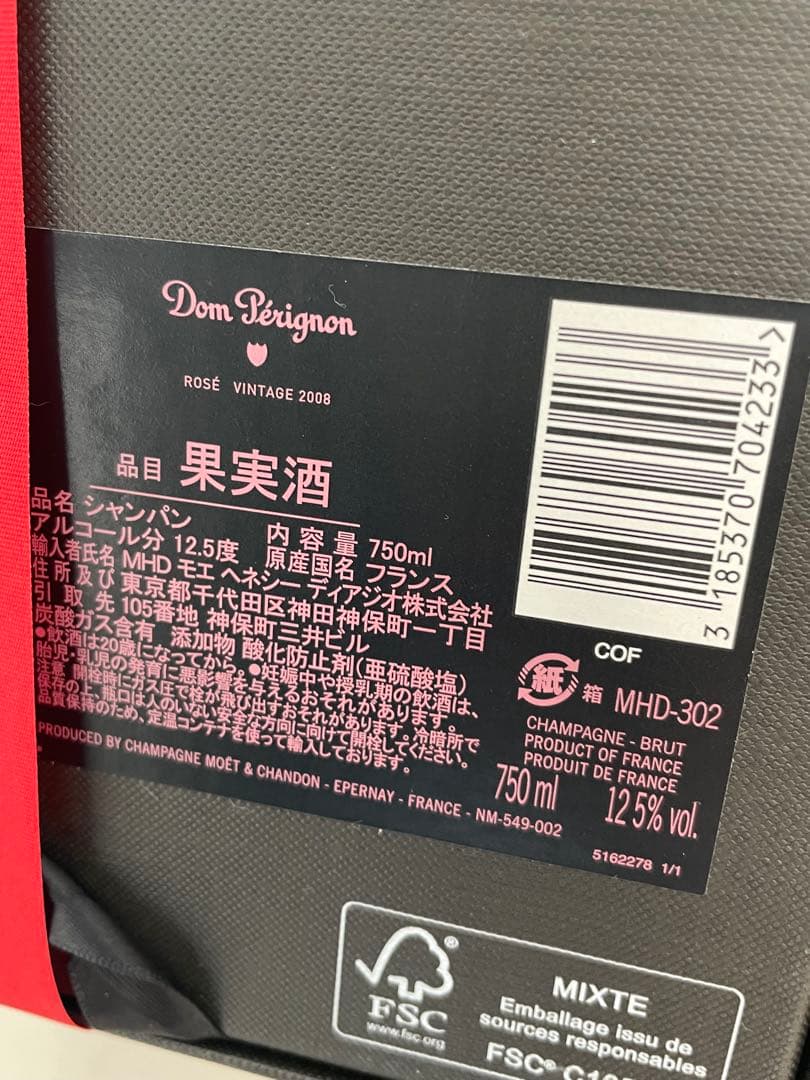 Dom Pérignon
ROSÉ VINTAGE 2008
品目 果実酒
品名 シャンパン 内容量 750ml
アルコール分 12.5度 原産国名 フランス
輸入者氏名 MHD モエ ヘネシー ディアジオ株式会社
住所及び 東京都千代田区神田神保町一丁目
引取先 105番地 神保町三井ビル
炭酸ガス含有 添加物 酸化防止剤(亜硫酸塩)
●飲酒は20歳になってから。●妊娠中や授乳期の飲酒は、
胎児・乳児の発育に悪影響を与えるおそれがあります。
注意 開栓時にガス圧で栓が飛び出すおそれがあります。冷暗所で
保存の上、瓶口は人のいない安全な方向に向けて開栓してください。
品質保持のため、定温コンテナを使って輸入しております。
PRODUCED BY CHAMPAGNE MOËT & CHANDON - EPERNAY - FRANCE - NM-549-002
3 185370 704233 >
COF
紙 箱 MHD-302
CHAMPAGNE - BRUT
PRODUCT OF FRANCE
PRODUIT DE FRANCE
750 ml 12 5% vol.
5162278 1/1
FSC®
www.fsc.org
MIXTE
Emballage issu de
sources responsables
FSC®